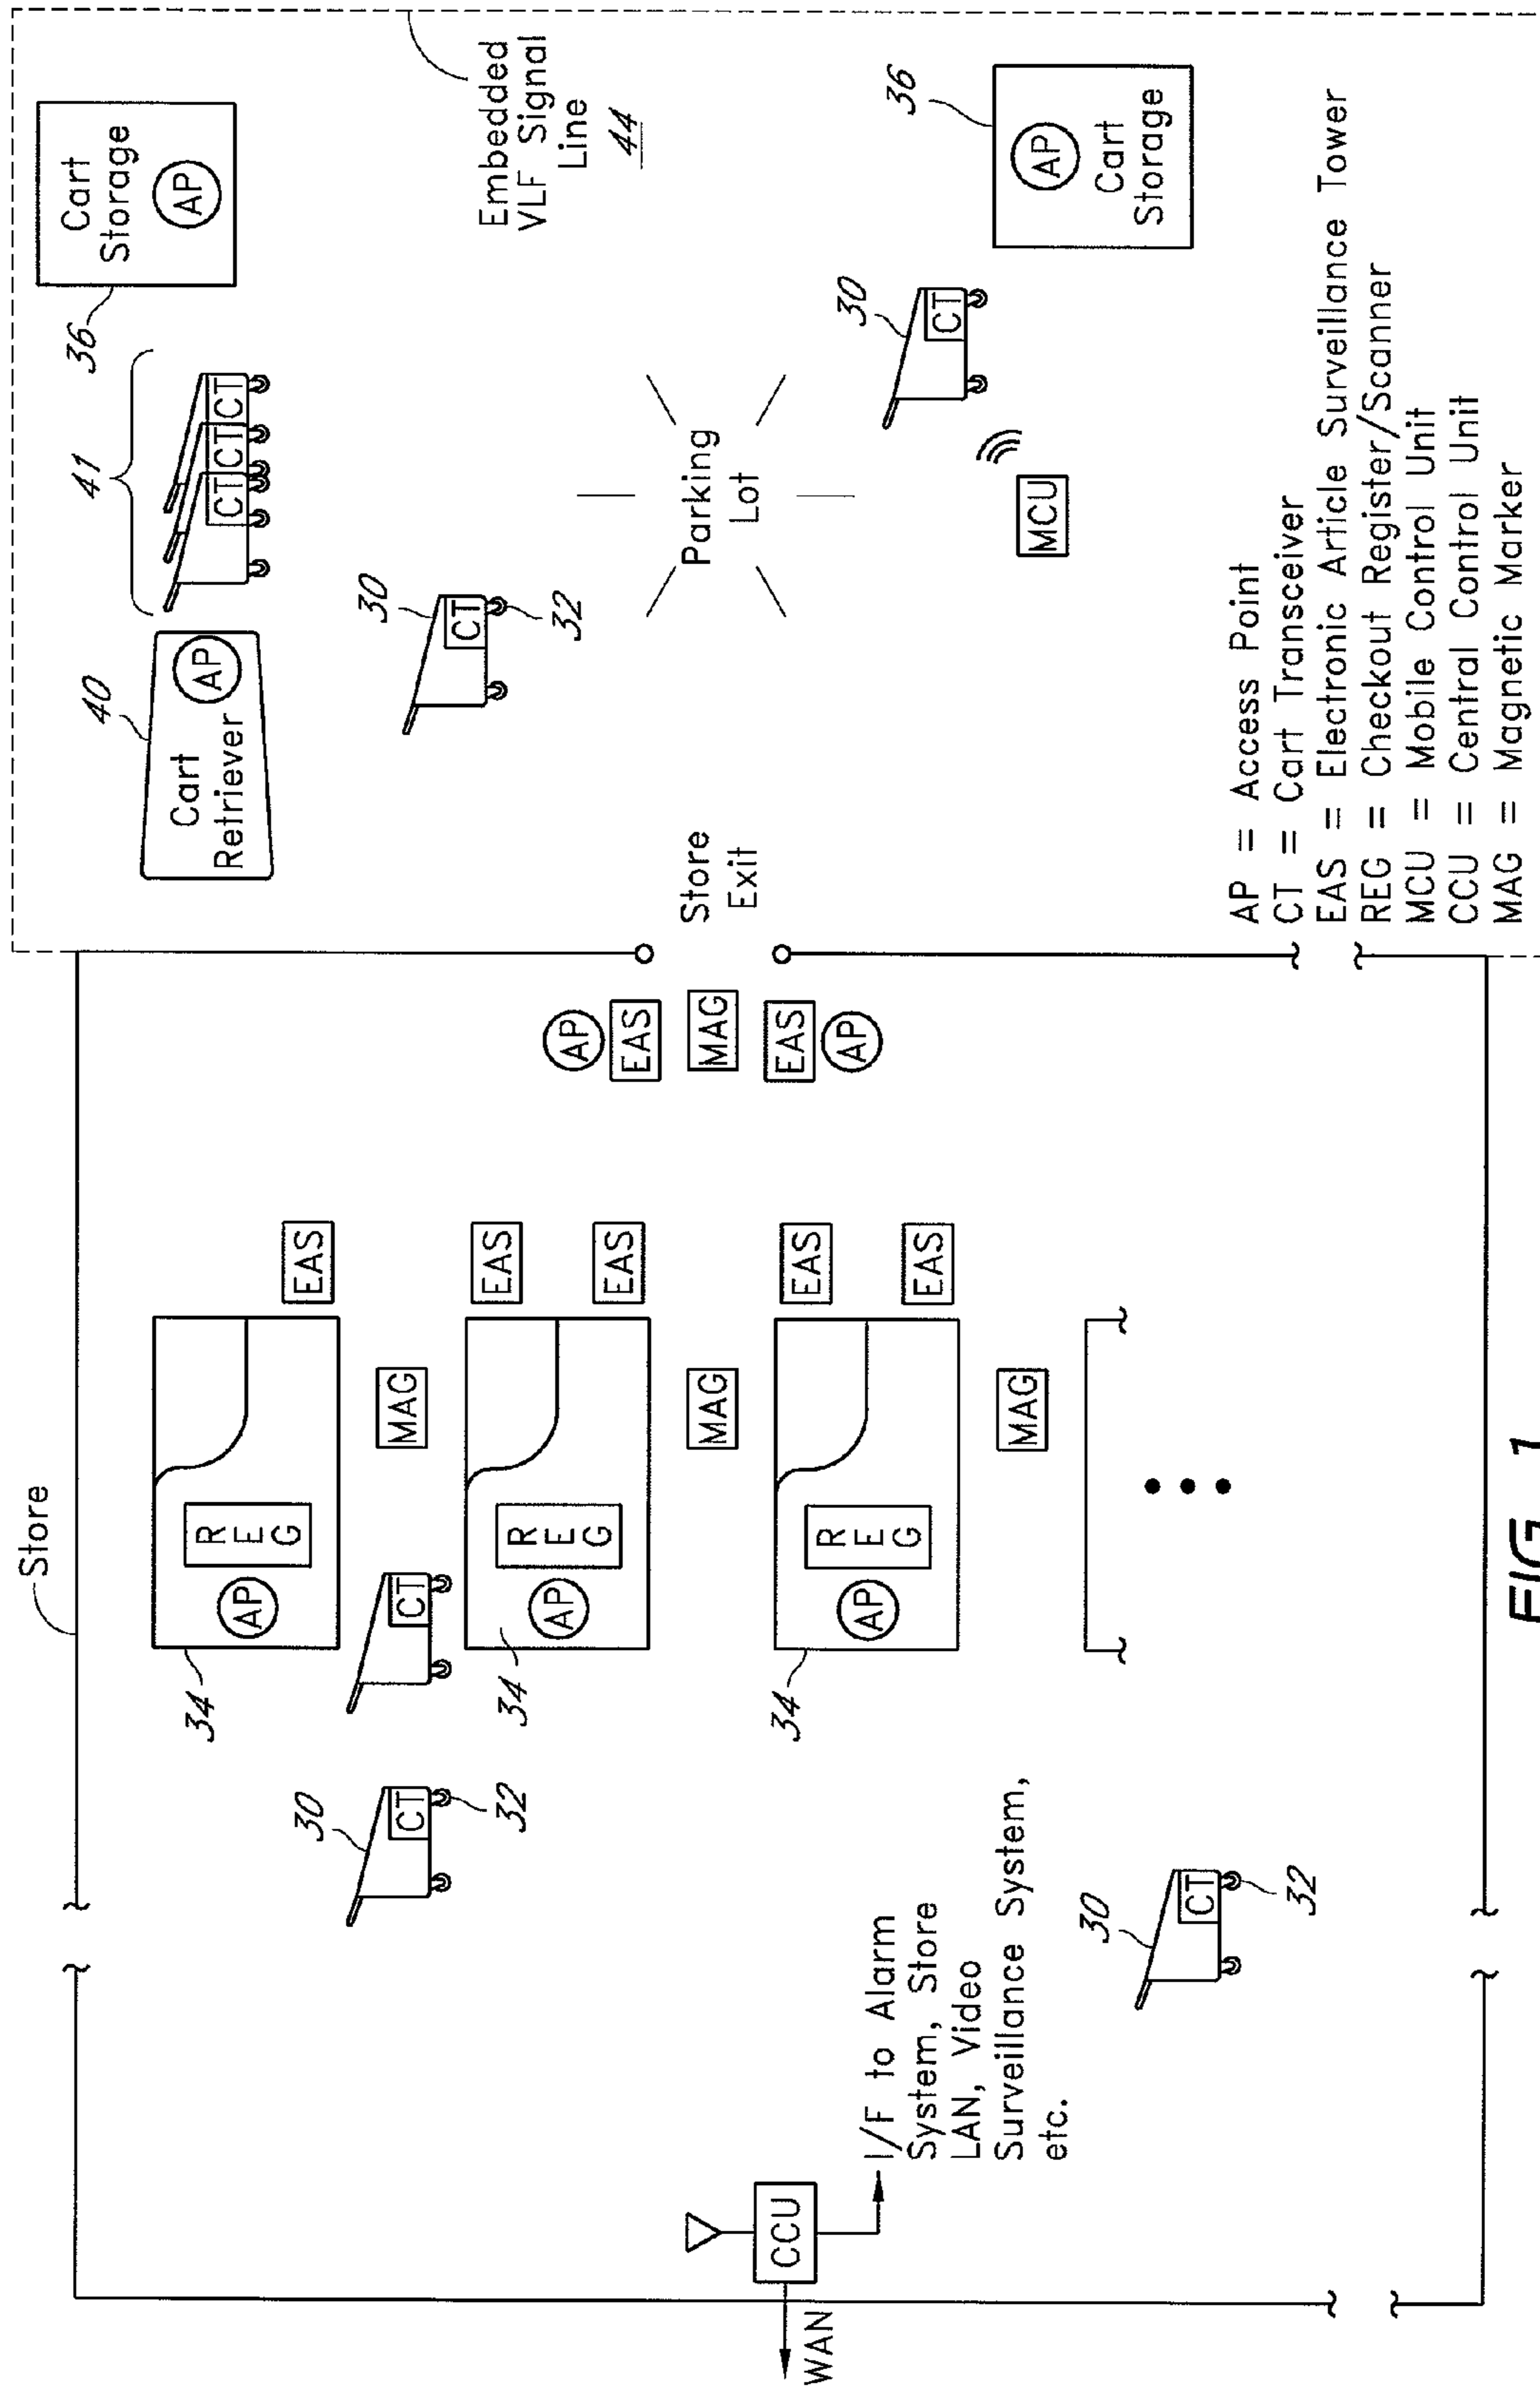 Store
WAN
CCU
I/F to Alarm
System, Store
LAN, Video
Surveillance System,
etc.
30
CT
32
30
CT
32
CT
34
AP
REG
EAS
MAG
34
AP
REG
EAS
EAS
MAG
34
AP
REG
EAS
EAS
MAG
AP
EAS
MAG
EAS
AP
Store
Exit
40
Cart
Retriever
AP
41
CT
CT
CT
36
Cart
Storage
AP
30
CT
32
Embedded
VLF Signal
Line
44
Parking
Lot
MCU
30
CT
36
AP
Cart
Storage
AP = Access Point
CT = Cart Transceiver
EAS = Electronic Article Surveillance Tower
REG = Checkout Register/Scanner
MCU = Mobile Control Unit
CCU = Central Control Unit
MAG = Magnetic Marker
FIG. 1